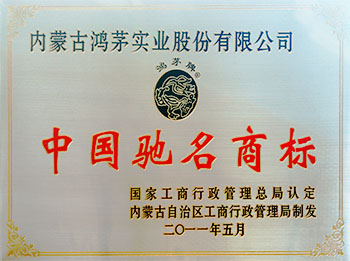 内蒙古鸿茅实业股份有限公司
鸿茅牌
®
中国驰名商标
国家工商行政管理总局认定
内蒙古自治区工商行政管理局制发
二〇一一年五月